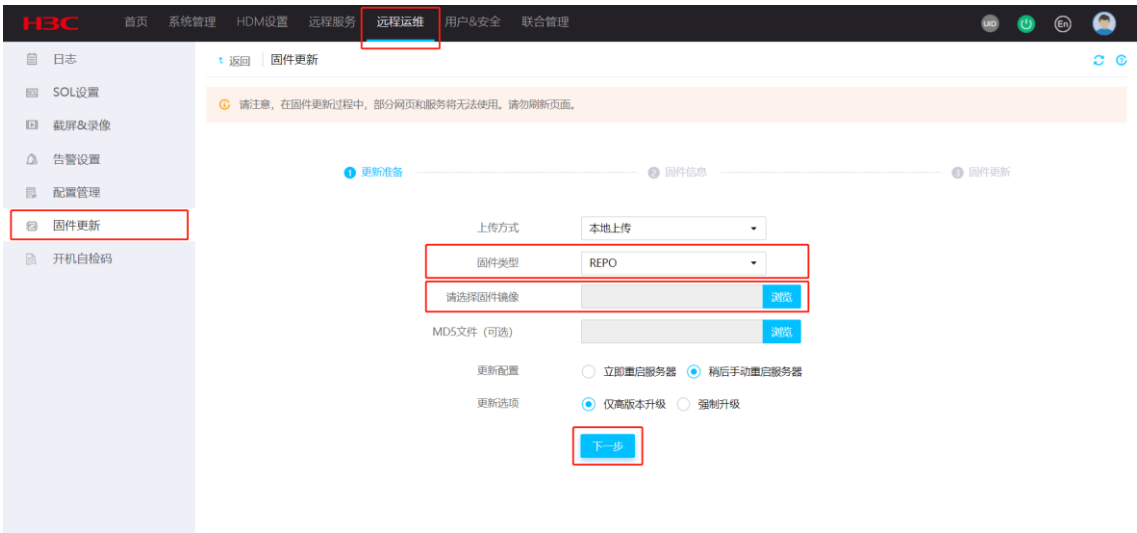 H3C 首页 系统管理 HDM设置 远程服务 远程运维 用户&安全 联合管理 UID En
日志
SOL设置
截屏&录像
告警设置
配置管理
固件更新
开机自检码
返回 固件更新
请注意，在固件更新过程中，部分网页和服务将无法使用。请勿刷新页面。
1 更新准备 2 固件信息 3 固件更新
上传方式 本地上传
固件类型 REPO
请选择固件镜像 浏览
MD5文件（可选） 浏览
更新配置 立即重启服务器 稍后手动重启服务器
更新选项 仅高版本升级 强制升级
下一步